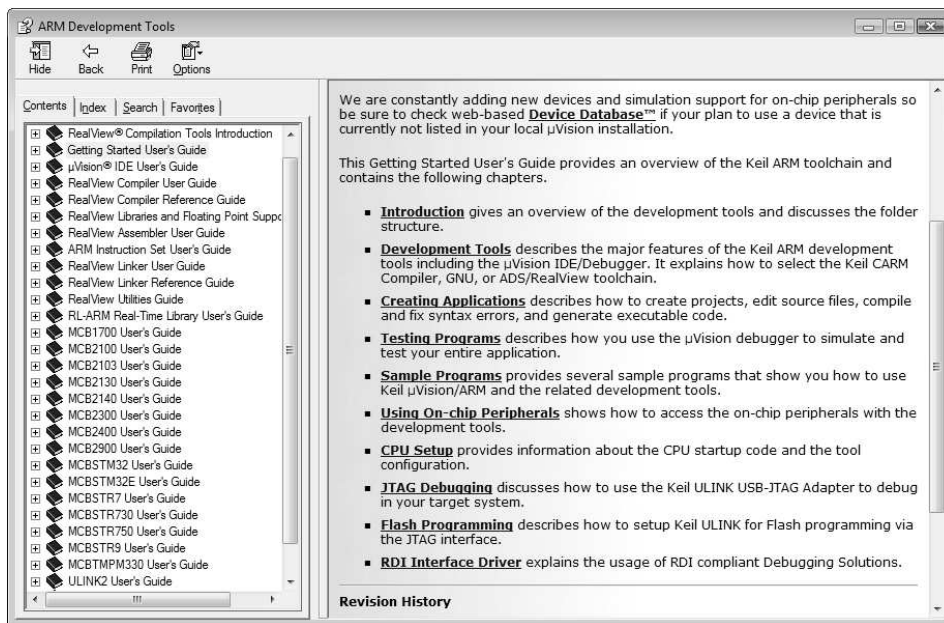 ARM Development Tools
Hide Back Print Options
Contents Index Search Favorites
RealView® Compilation Tools Introduction
Getting Started User's Guide
µVision® IDE User's Guide
RealView Compiler User Guide
RealView Compiler Reference Guide
RealView Libraries and Floating Point Suppc
RealView Assembler User Guide
ARM Instruction Set User's Guide
RealView Linker User Guide
RealView Linker Reference Guide
RealView Utilities Guide
RL-ARM Real-Time Library User's Guide
MCB1700 User's Guide
MCB2100 User's Guide
MCB2103 User's Guide
MCB2130 User's Guide
MCB2140 User's Guide
MCB2300 User's Guide
MCB2400 User's Guide
MCB2900 User's Guide
MCBSTM32 User's Guide
MCBSTM32E User's Guide
MCBSTR7 User's Guide
MCBSTR730 User's Guide
MCBSTR750 User's Guide
MCBSTR9 User's Guide
MCBTMPM330 User's Guide
ULINK2 User's Guide
We are constantly adding new devices and simulation support for on-chip peripherals so
be sure to check web-based Device Database™ if your plan to use a device that is
currently not listed in your local µVision installation.
This Getting Started User's Guide provides an overview of the Keil ARM toolchain and
contains the following chapters.
▪ Introduction gives an overview of the development tools and discusses the folder
structure.
▪ Development Tools describes the major features of the Keil ARM development
tools including the µVision IDE/Debugger. It explains how to select the Keil CARM
Compiler, GNU, or ADS/RealView toolchain.
▪ Creating Applications describes how to create projects, edit source files, compile
and fix syntax errors, and generate executable code.
▪ Testing Programs describes how you use the µVision debugger to simulate and
test your entire application.
▪ Sample Programs provides several sample programs that show you how to use
Keil µVision/ARM and the related development tools.
▪ Using On-chip Peripherals shows how to access the on-chip peripherals with the
development tools.
▪ CPU Setup provides information about the CPU startup code and the tool
configuration.
▪ JTAG Debugging discusses how to use the Keil ULINK USB-JTAG Adapter to debug
in your target system.
▪ Flash Programming describes how to setup Keil ULINK for Flash programming via
the JTAG interface.
▪ RDI Interface Driver explains the usage of RDI compliant Debugging Solutions.
Revision History